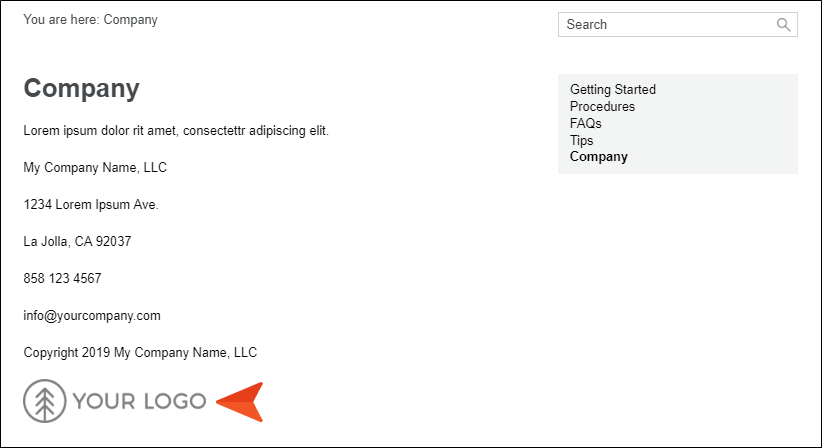 You are here: Company
Search
Company
Lorem ipsum dolor rit amet, consectettr adipiscing elit.
My Company Name, LLC
1234 Lorem Ipsum Ave.
La Jolla, CA 92037
858 123 4567
info@yourcompany.com
Copyright 2019 My Company Name, LLC
YOUR LOGO
Getting Started
Procedures
FAQs
Tips
Company